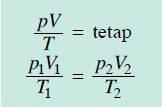 pV/T = tetap
p₁V₁/T₁ = p₂V₂/T₂